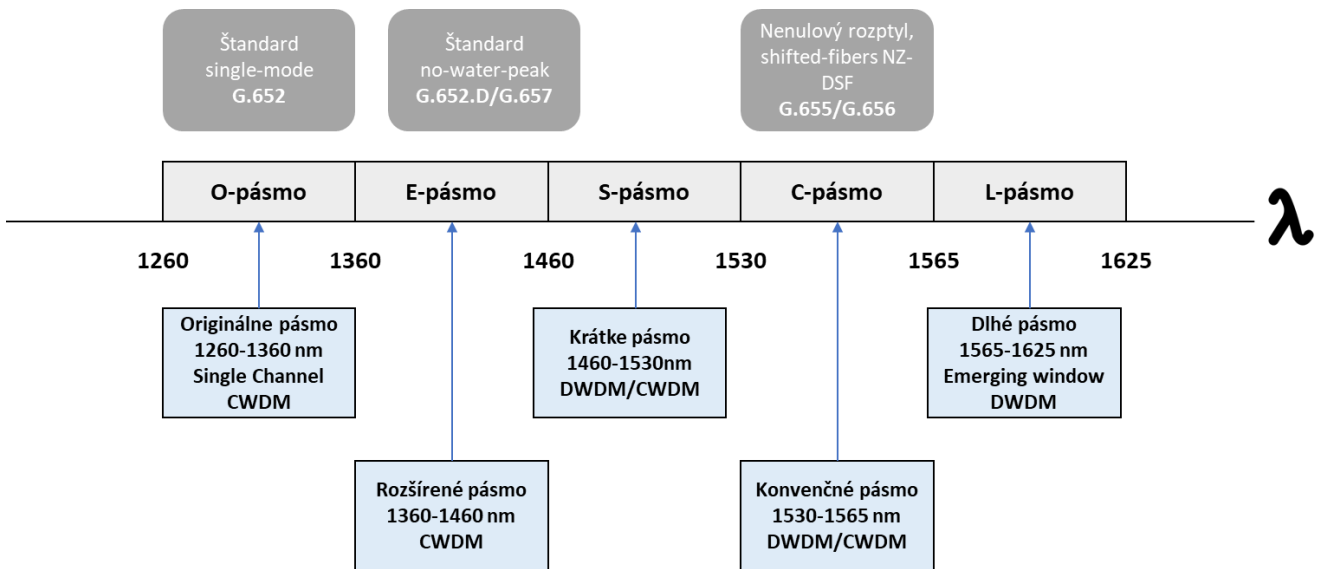 Štandard
single-mode
G.652
Štandard
no-water-peak
G.652.D/G.657
Nenulový rozptyl,
shifted-fibers NZ-
DSF
G.655/G.656
O-pásmo
E-pásmo
S-pásmo
C-pásmo
L-pásmo
λ
1260
1360
1460
1530
1565
1625
Originálne pásmo
1260-1360 nm
Single Channel
CWDM
Krátke pásmo
1460-1530nm
DWDM/CWDM
Dlhé pásmo
1565-1625 nm
Emerging window
DWDM
Rozšírené pásmo
1360-1460 nm
CWDM
Konvenčné pásmo
1530-1565 nm
DWDM/CWDM